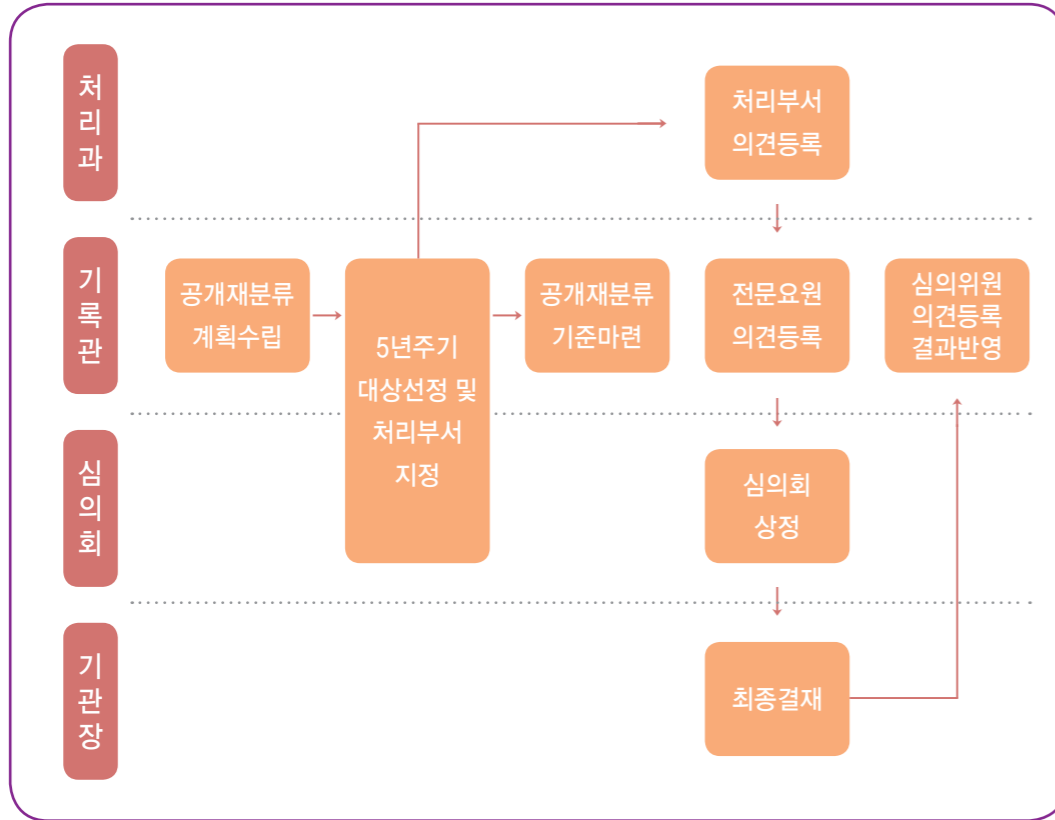 처리과
처리부서
의견등록
기록관
공개재분류
계획수립
5년주기
대상선정 및
처리부서
지정
공개재분류
기준마련
전문요원
의견등록
심의위원
의견등록
결과반영
심의회
심의회
상정
기관장
최종결재